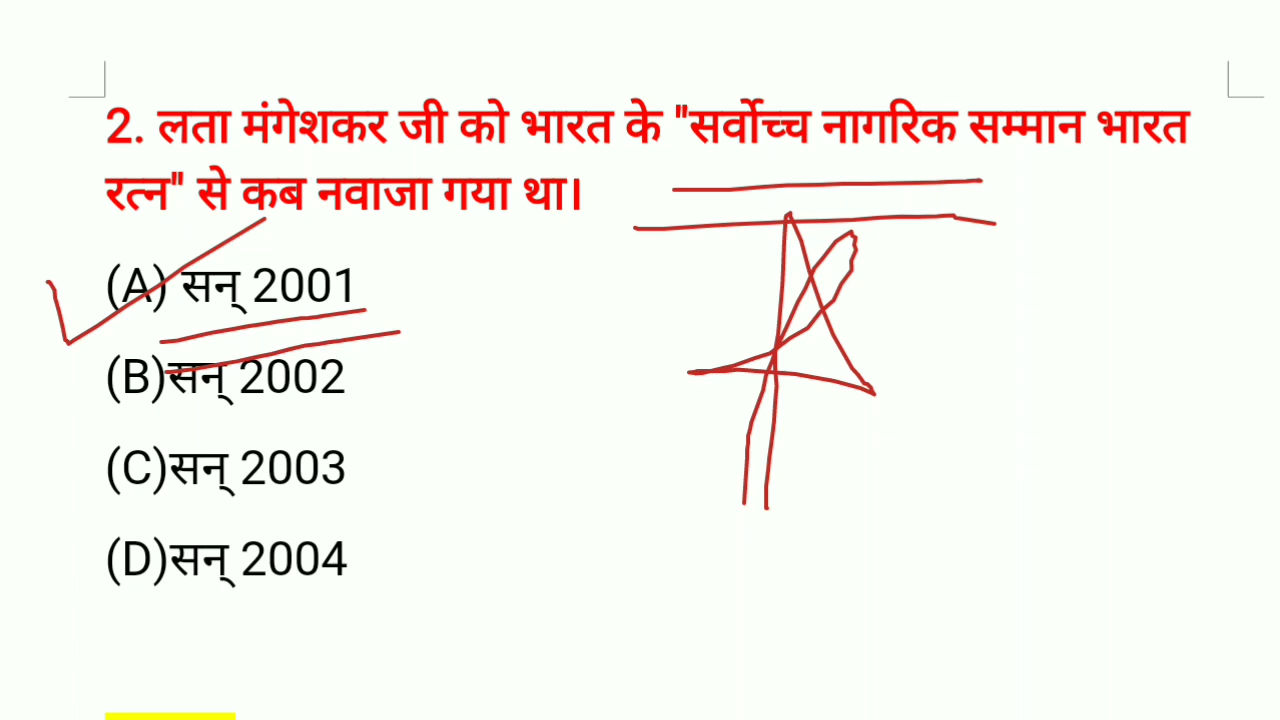 2. लता मंगेशकर जी को भारत के "सर्वोच्च नागरिक सम्मान भारत
रत्न" से कब नवाजा गया था।
(A) सन् 2001
(B)सन् 2002
(C)सन् 2003
(D)सन् 2004